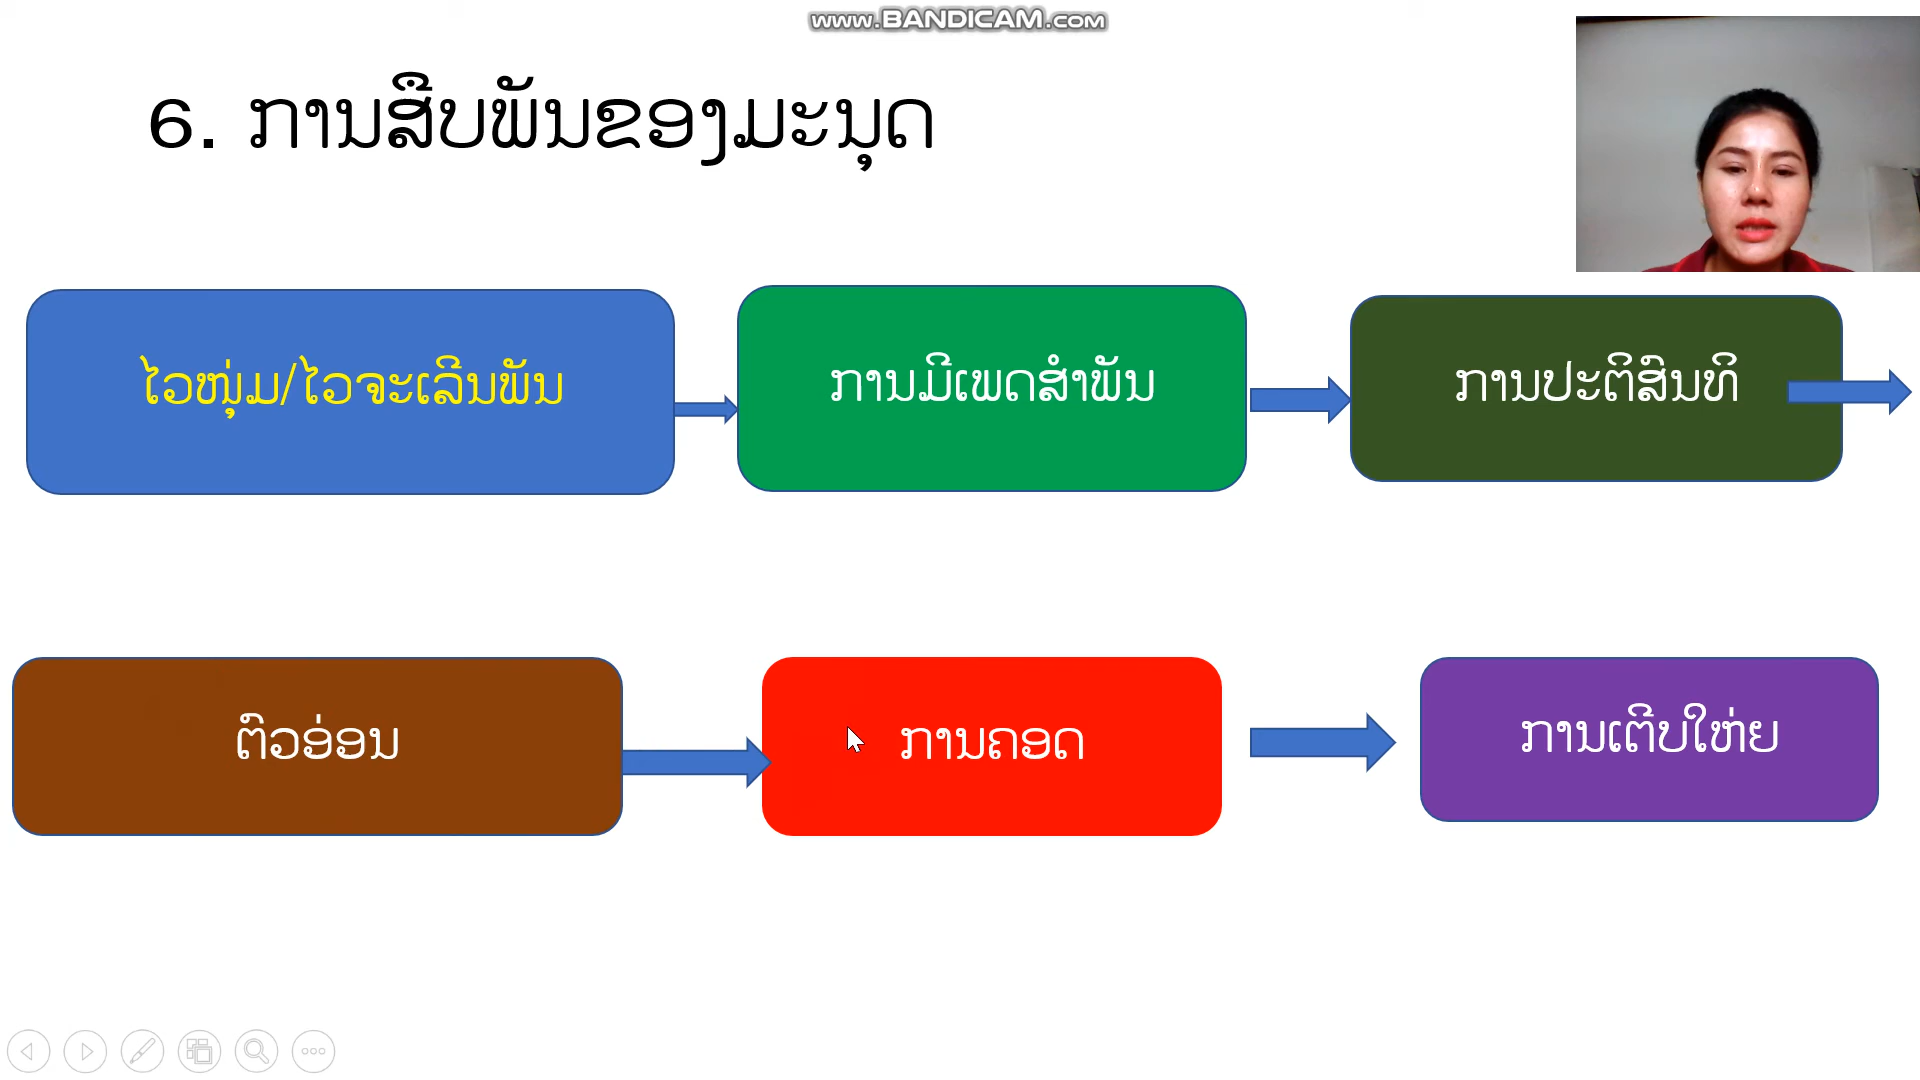 www.BANDICAM.com
6. ການສືບພັນຂອງມະນຸດ
ໄວໜຸ່ມ/ໄວຈະເລີນພັນ
ການມີເພດສຳພັນ
ການປະຕິສົນທິ
ຕົວອ່ອນ
ການຄອດ
ການເຕີບໃຫ່ຍ